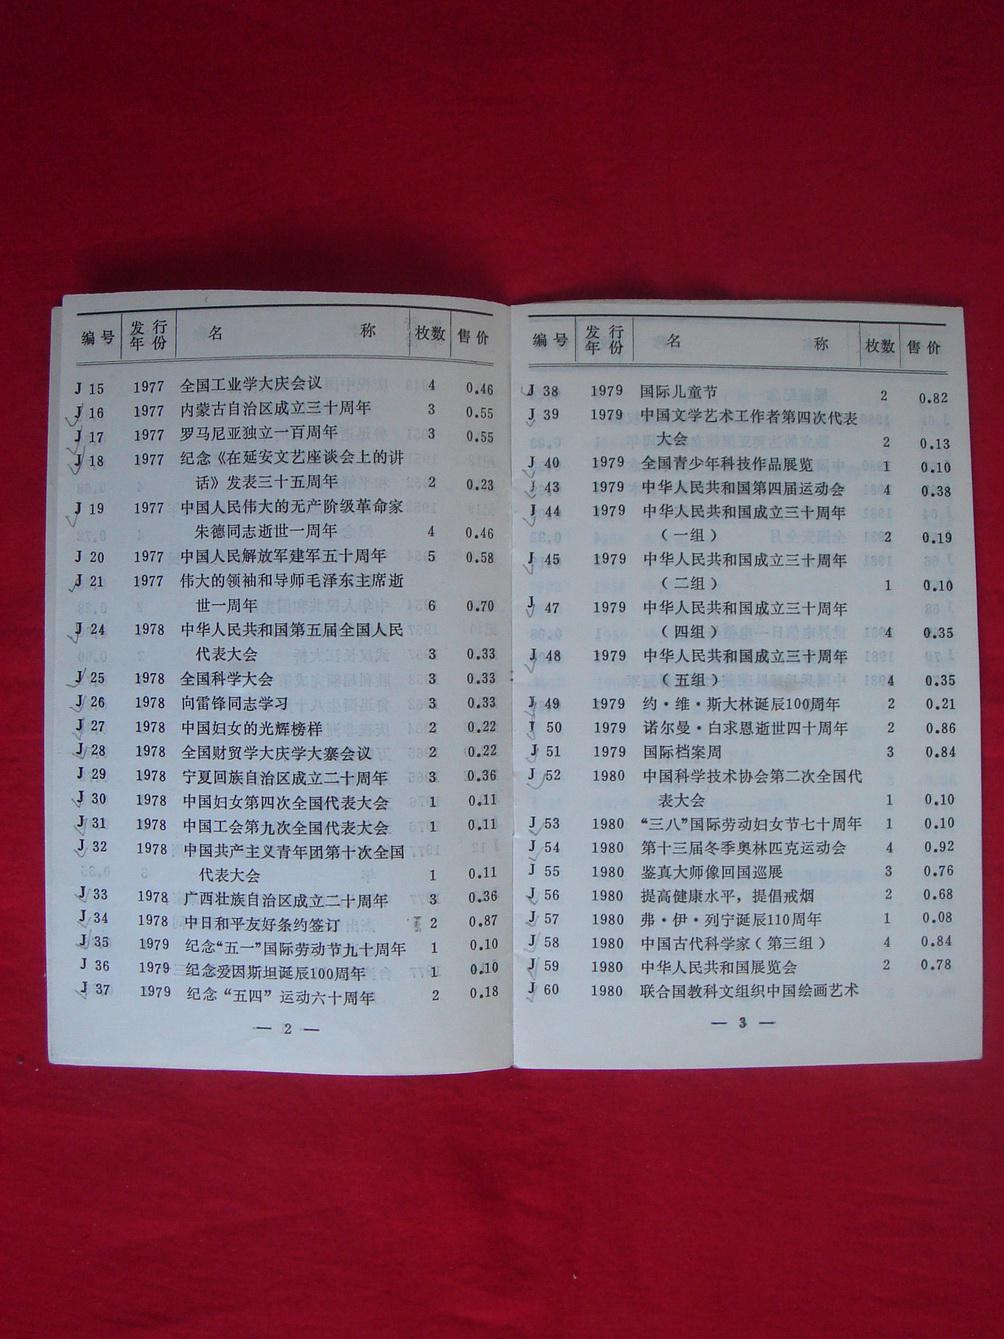 编号 发行年份 名称 枚数 售价
J 15 1977 全国工业学大庆会议 4 0.46
J 16 1977 内蒙古自治区成立三十周年 3 0.55
J 17 1977 罗马尼亚独立一百周年 3 0.55
J 18 1977 纪念《在延安文艺座谈会上的讲
话》发表三十五周年 2 0.23
J 19 1977 中国人民伟大的无产阶级革命家
朱德同志逝世一周年 4 0.46
J 20 1977 中国人民解放军建军五十周年 5 0.58
J 21 1977 伟大的领袖和导师毛泽东主席逝
世一周年 6 0.70
J 24 1978 中华人民共和国第五届全国人民
代表大会 3 0.33
J 25 1978 全国科学大会 3 0.33
J 26 1978 向雷锋同志学习 3 0.33
J 27 1978 中国妇女的光辉榜样 2 0.22
J 28 1978 全国财贸学大庆学大寨会议 2 0.22
J 29 1978 宁夏回族自治区成立二十周年 3 0.36
J 30 1978 中国妇女第四次全国代表大会 1 0.11
J 31 1978 中国工会第九次全国代表大会 1 0.11
J 32 1978 中国共产主义青年团第十次全国
代表大会 1 0.11
J 33 1978 广西壮族自治区成立二十周年 3 0.36
J 34 1978 中日和平友好条约签订 2 0.87
J 35 1979 纪念“五一”国际劳动节九十周年 1 0.10
J 36 1979 纪念爱因斯坦诞辰100周年 1 0.10
J 37 1979 纪念“五四”运动六十周年 2 0.18
— 2 —
编号 发行年份 名称 枚数 售价
J 38 1979 国际儿童节 2 0.82
J 39 1979 中国文学艺术工作者第四次代表
大会 2 0.13
J 40 1979 全国青少年科技作品展览 1 0.10
J 43 1979 中华人民共和国第四届运动会 4 0.38
J 44 1979 中华人民共和国成立三十周年
（一组） 2 0.19
J 45 1979 中华人民共和国成立三十周年
（二组） 1 0.10
J 47 1979 中华人民共和国成立三十周年
（四组） 4 0.35
J 48 1979 中华人民共和国成立三十周年
（五组） 4 0.35
J 49 1979 约·维·斯大林诞辰100周年 2 0.21
J 50 1979 诺尔曼·白求恩逝世四十周年 2 0.86
J 51 1979 国际档案周 3 0.84
J 52 1980 中国科学技术协会第二次全国代
表大会 1 0.10
J 53 1980 “三八”国际劳动妇女节七十周年 1 0.10
J 54 1980 第十三届冬季奥林匹克运动会 4 0.92
J 55 1980 鉴真大师像回国巡展 3 0.76
J 56 1980 提高健康水平，提倡戒烟 2 0.68
J 57 1980 弗·伊·列宁诞辰110周年 1 0.08
J 58 1980 中国古代科学家（第三组） 4 0.84
J 59 1980 中华人民共和国展览会 2 0.78
J 60 1980 联合国教科文组织中国绘画艺术
— 3 —